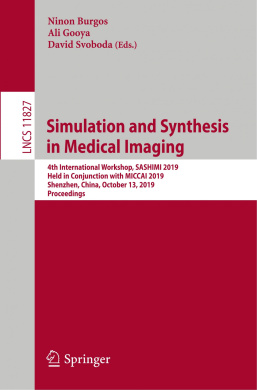 Ninon Burgos
Ali Gooya
David Svoboda (Eds.)
LNCS 11827
Simulation and Synthesis
in Medical Imaging
4th International Workshop, SASHIMI 2019
Held in Conjunction with MICCAI 2019
Shenzhen, China, October 13, 2019
Proceedings
Springer